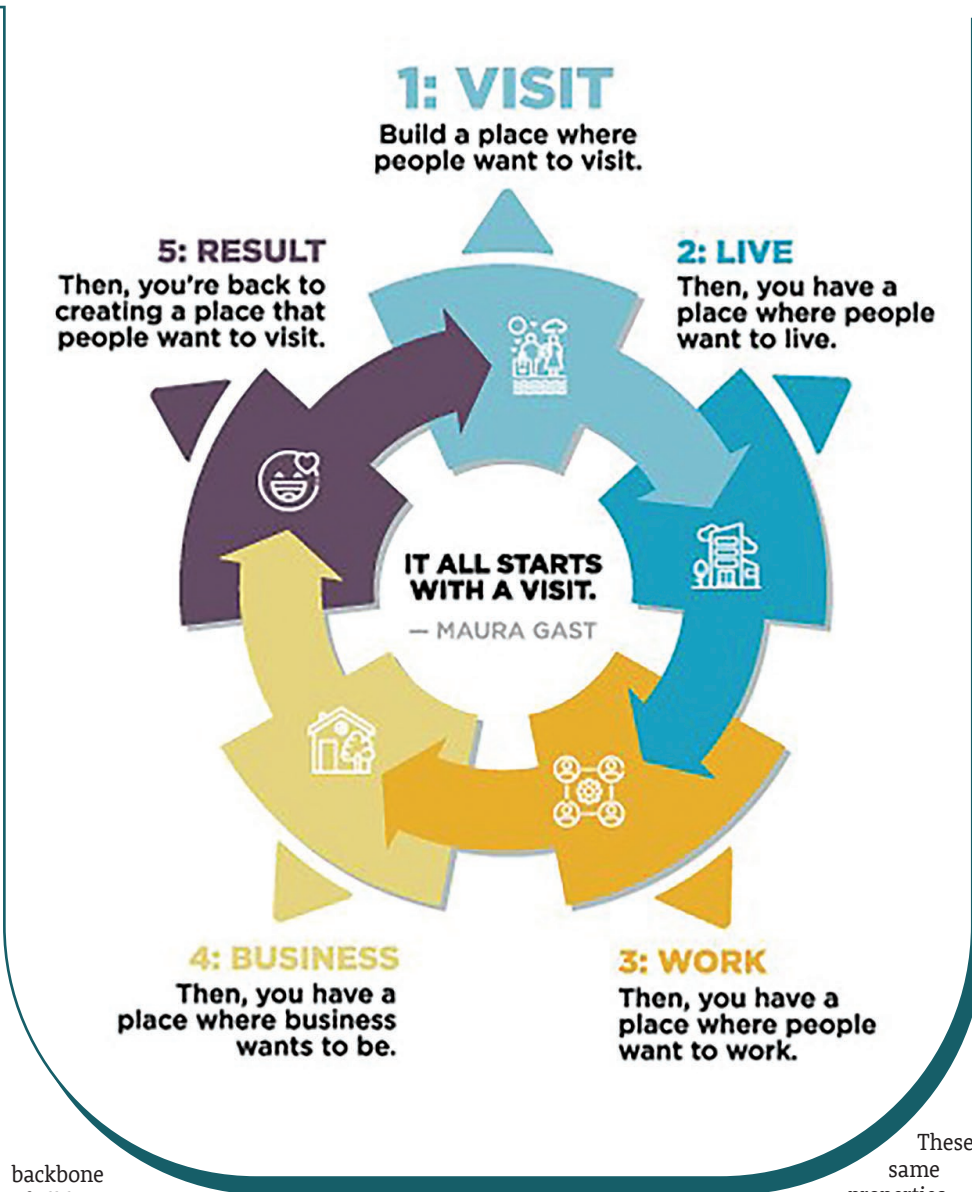 1: VISIT
Build a place where
people want to visit.
2: LIVE
Then, you have a
place where people
want to live.
3: WORK
Then, you have a
place where people
want to work.
4: BUSINESS
Then, you have a
place where business
wants to be.
5: RESULT
Then, you're back to
creating a place that
people want to visit.
IT ALL STARTS
WITH A VISIT.
— MAURA GAST
backbone
These
same